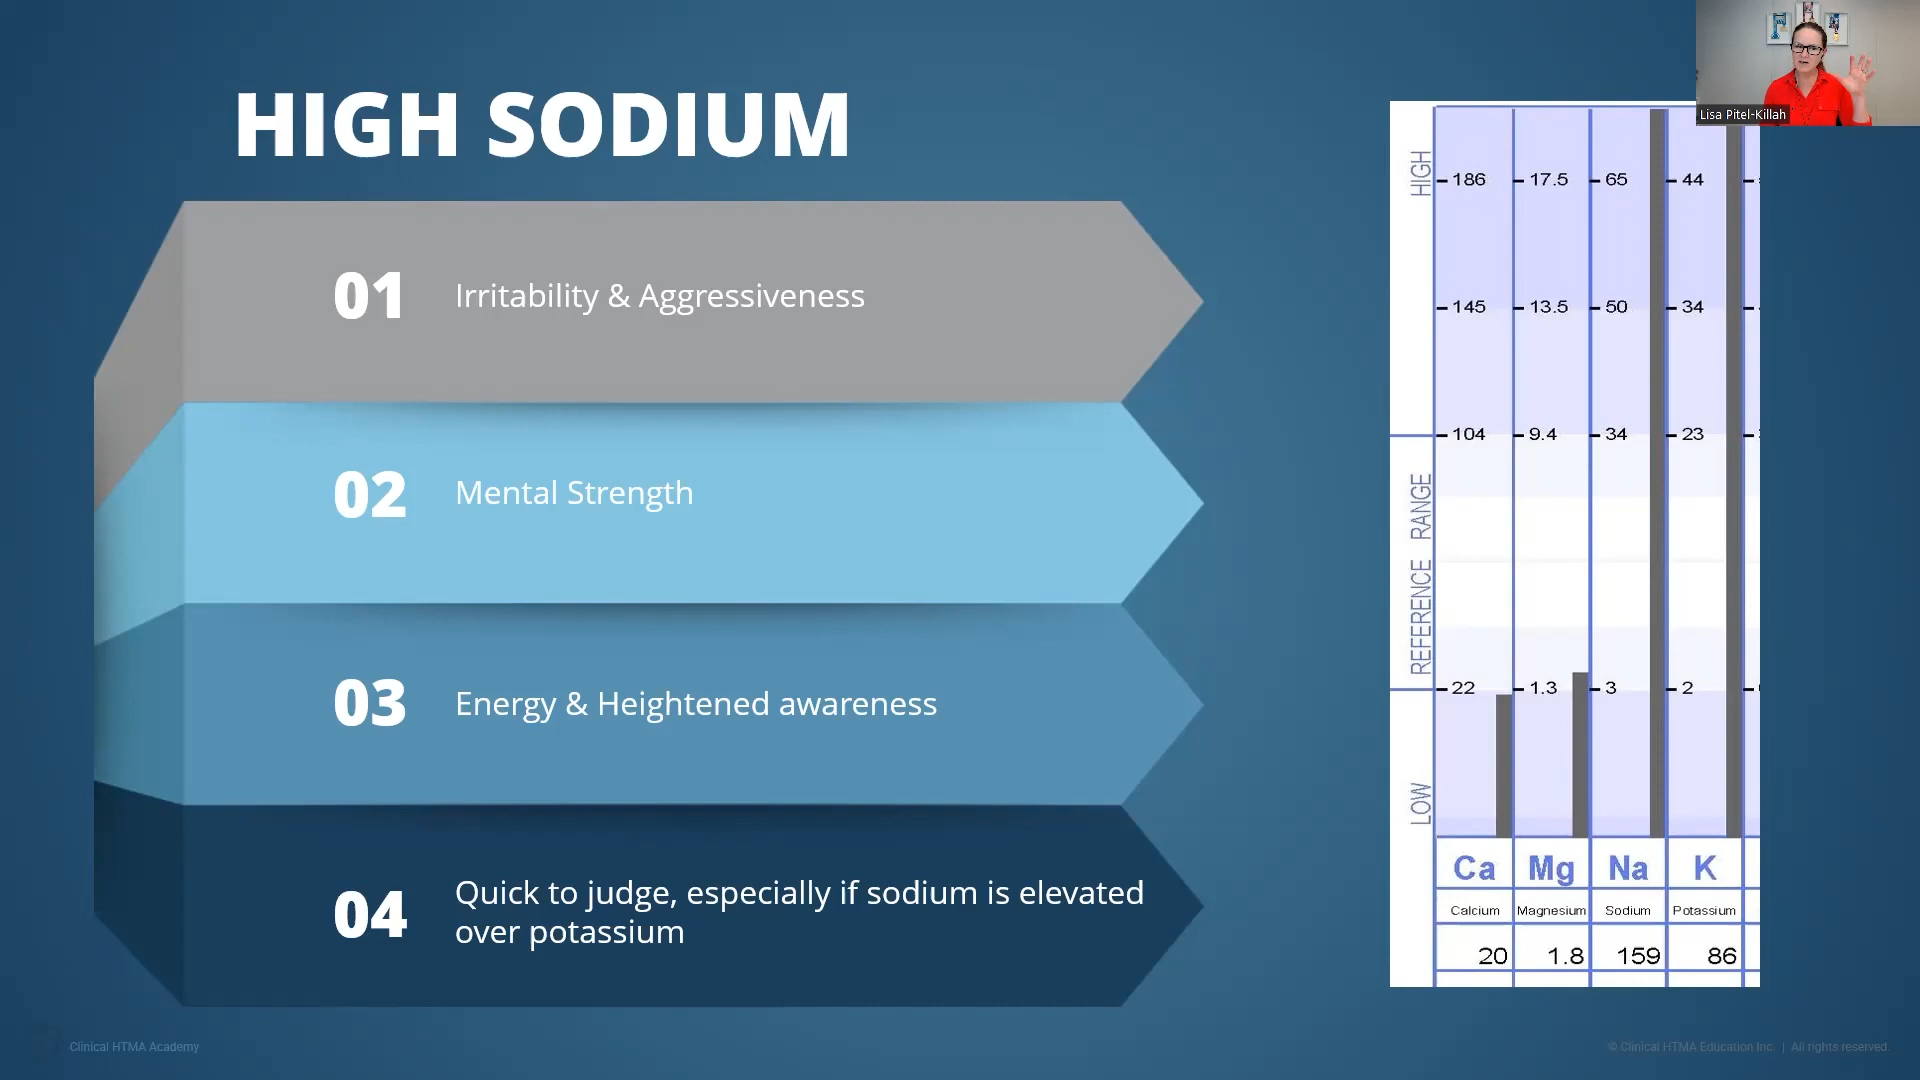 HIGH SODIUM
01 Irritability & Aggressiveness
02 Mental Strength
03 Energy & Heightened awareness
04 Quick to judge, especially if sodium is elevated
over potassium
Lisa Pitel-Killah
HIGH
186 17.5 65 44
145 13.5 50 34
104 9.4 34 23
REFERENCE RANGE
22 1.3 3 2
LOW
Ca Mg Na K
Calcium Magnesium Sodium Potassium
20 1.8 159 86
Clinical HTMA Academy
© Clinical HTMA Education Inc. | All rights reserved.